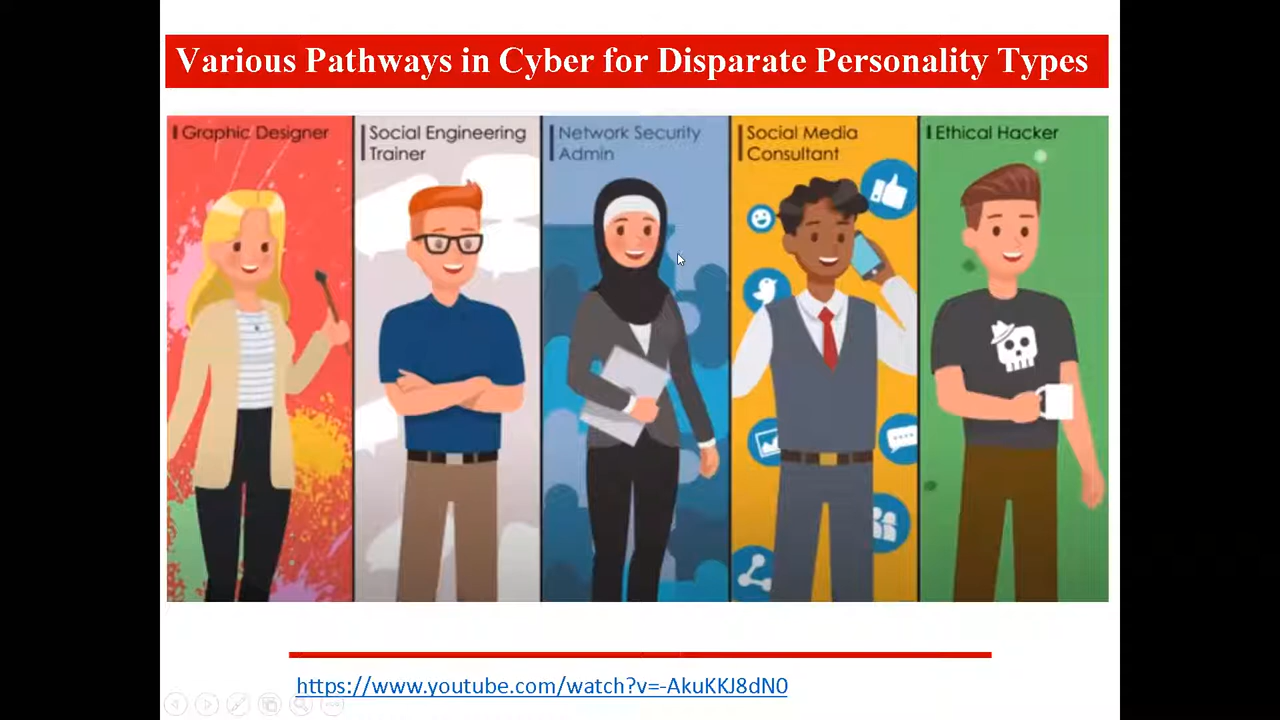 Various Pathways in Cyber for Disparate Personality Types
Graphic Designer
Social Engineering
Trainer
Network Security
Admin
Social Media
Consultant
Ethical Hacker
https://www.youtube.com/watch?v=-AkuKKJ8dN0